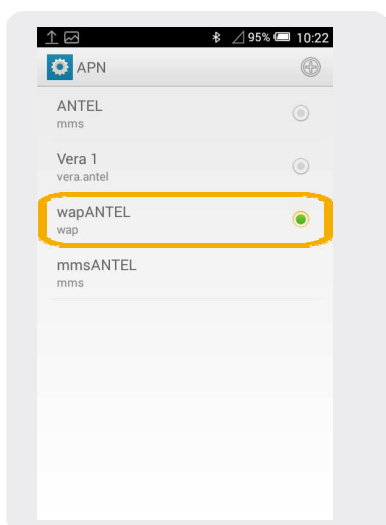 95% 10:22
APN
ANTEL
mms
Vera 1
vera.antel
wapANTEL
wap
mmsANTEL
mms